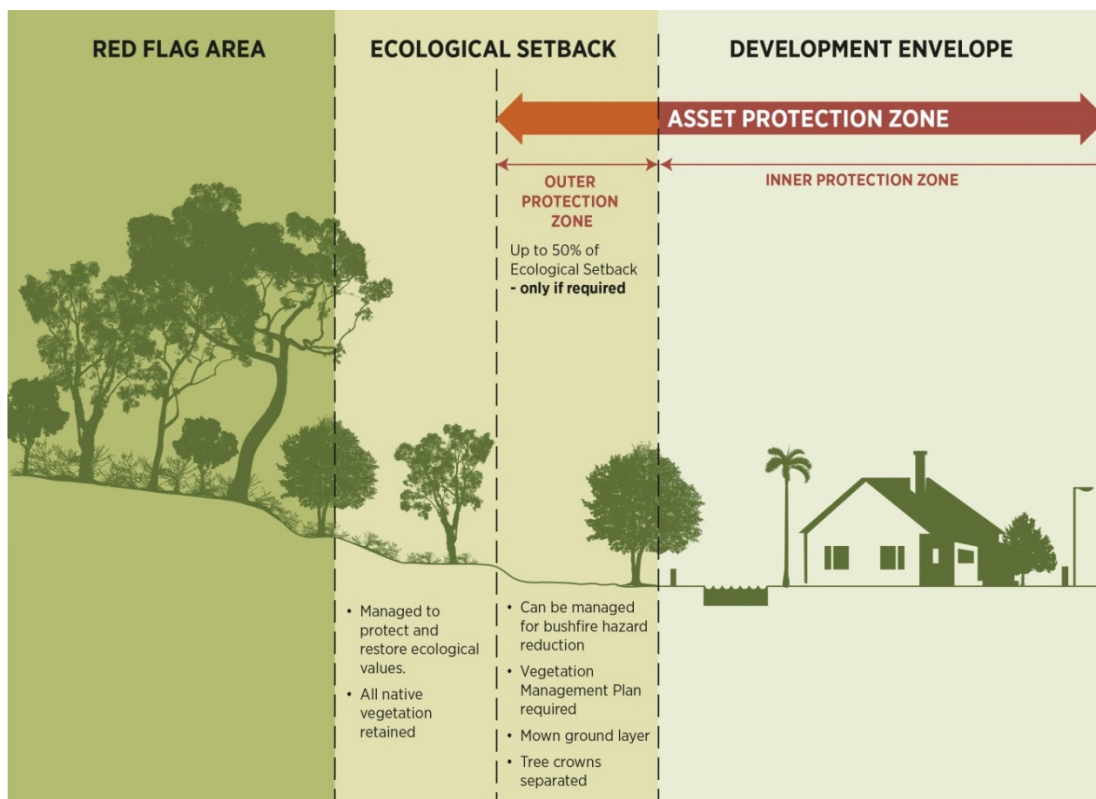 RED FLAG AREA
ECOLOGICAL SETBACK
DEVELOPMENT ENVELOPE
ASSET PROTECTION ZONE
OUTER
PROTECTION
ZONE
INNER PROTECTION ZONE
Up to 50% of
Ecological Setback
- only if required
• Managed to
protect and
restore ecological
values.
• All native
vegetation
retained
• Can be managed
for bushfire hazard
reduction
• Vegetation
Management Plan
required
• Mown ground layer
• Tree crowns
separated